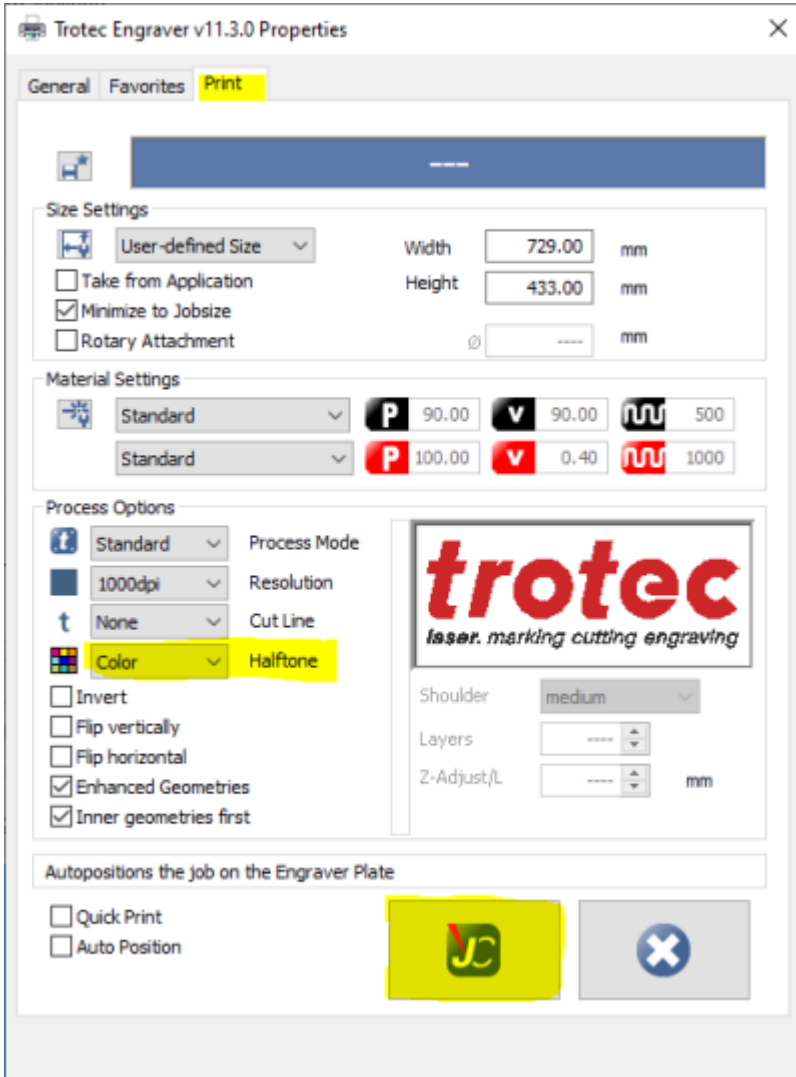 Trotec Engraver v11.3.0 Properties
General Favorites Print
---
Size Settings
User-defined Size Width 729.00 mm
Take from Application Height 433.00 mm
Minimize to Jobsize
Rotary Attachment Ø ---- mm
Material Settings
Standard P 90.00 v 90.00 500
Standard P 100.00 v 0.40 1000
Process Options
t Standard Process Mode
1000dpi Resolution
t None Cut Line
Color Halftone
trotec
laser. marking cutting engraving
Invert
Flip vertically
Flip horizontal
Enhanced Geometries
Inner geometries first
Shoulder medium
Layers ----
Z-Adjust/L ---- mm
Autopositions the job on the Engraver Plate
Quick Print
Auto Position
JC